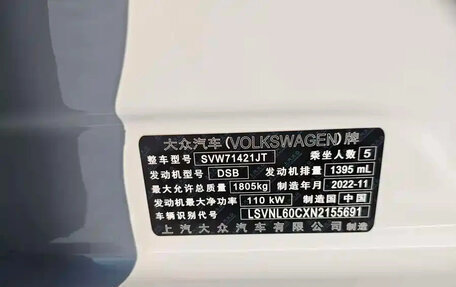 大众汽车(VOLKSWAGEN)牌
整车型号 SVW71421JT 乘坐人数 5
发动机型号 DSB 发动机排量 1395 mL
最大允许总质量 1805kg 制造年月 2022-11
发动机最大净功率 110 kW 制造国 中国
车辆识别代号 LSVNL60CXN2155691
上汽大众汽车有限公司制造